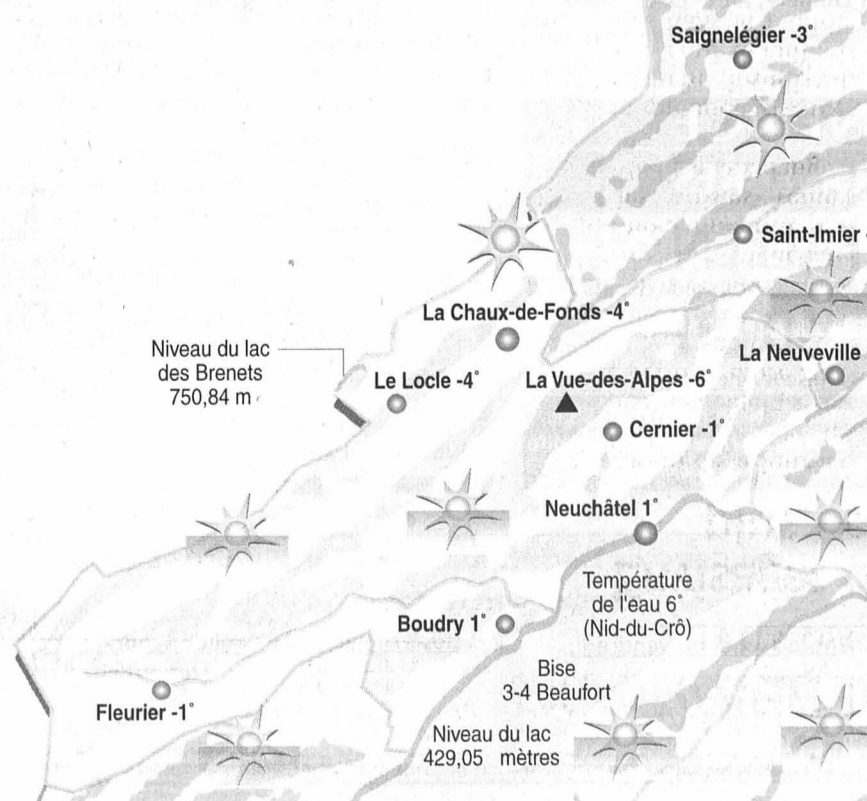 Saignelégier -3°
Saint-Imier -
La Chaux-de-Fonds -4°
Niveau du lac
des Brenets
750,84 m
La Neuveville
Le Locle -4°
La Vue-des-Alpes -6°
Cernier -1°
Neuchâtel 1°
Température
de l'eau 6°
(Nid-du-Crô)
Boudry 1°
Bise
3-4 Beaufort
Fleurier -1°
Niveau du lac
429,05 mètres